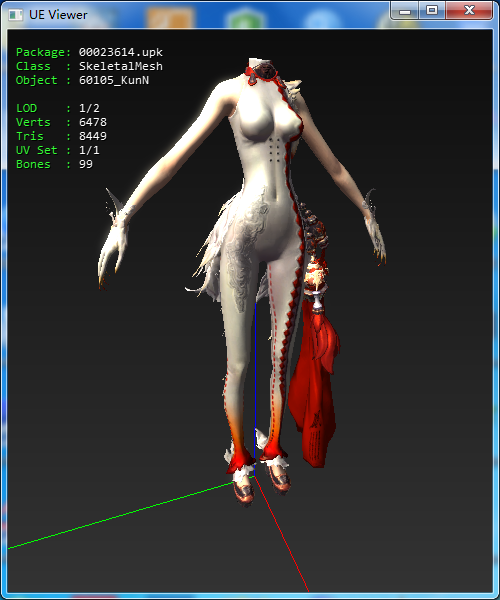 UE Viewer
Package: 00023614.upk
Class : SkeletalMesh
Object : 60105_KunN
LOD : 1/2
Verts : 6478
Tris : 8449
UV Set : 1/1
Bones : 99